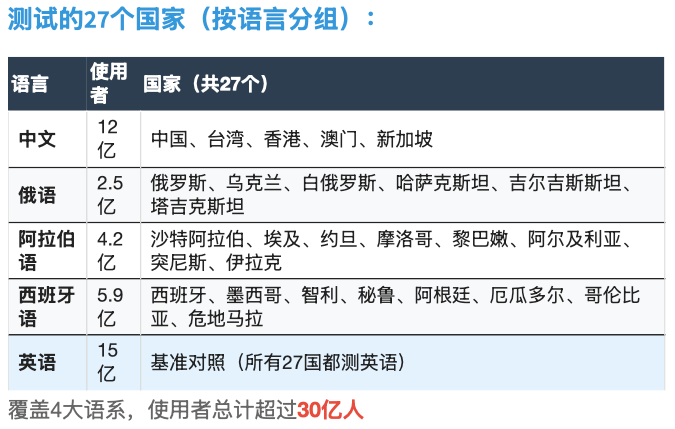 测试的27个国家（按语言分组）：
语言 使用者 国家（共27个）
中文 12亿 中国、台湾、香港、澳门、新加坡
俄语 2.5亿 俄罗斯、乌克兰、白俄罗斯、哈萨克斯坦、吉尔吉斯斯坦、
塔吉克斯坦
阿拉伯语 4.2亿 沙特阿拉伯、埃及、约旦、摩洛哥、黎巴嫩、阿尔及利亚、
突尼斯、伊拉克
西班牙语 5.9亿 西班牙、墨西哥、智利、秘鲁、阿根廷、厄瓜多尔、哥伦比
亚、危地马拉
英语 15亿 基准对照（所有27国都测英语）
覆盖4大语系，使用者总计超过30亿人